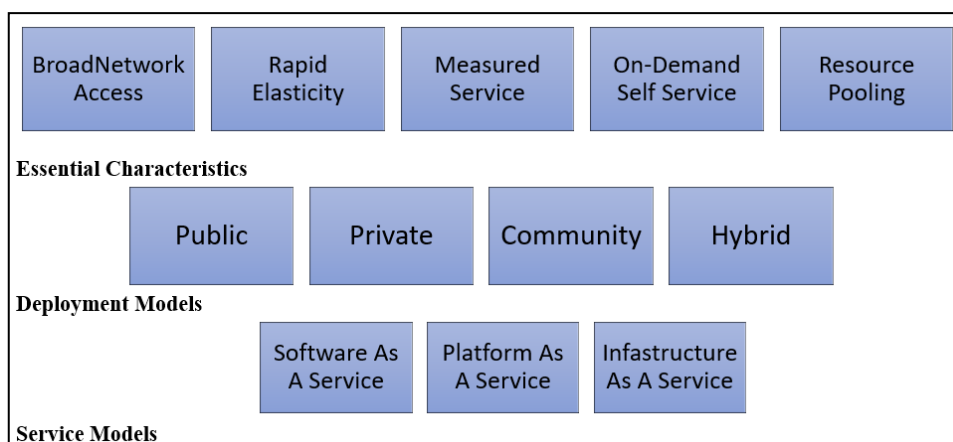 BroadNetwork
Access
Rapid
Elasticity
Measured
Service
On-Demand
Self Service
Resource
Pooling
Essential Characteristics
Public
Private
Community
Hybrid
Deployment Models
Software As
A Service
Platform As
A Service
Infastructure
As A Service
Service Models